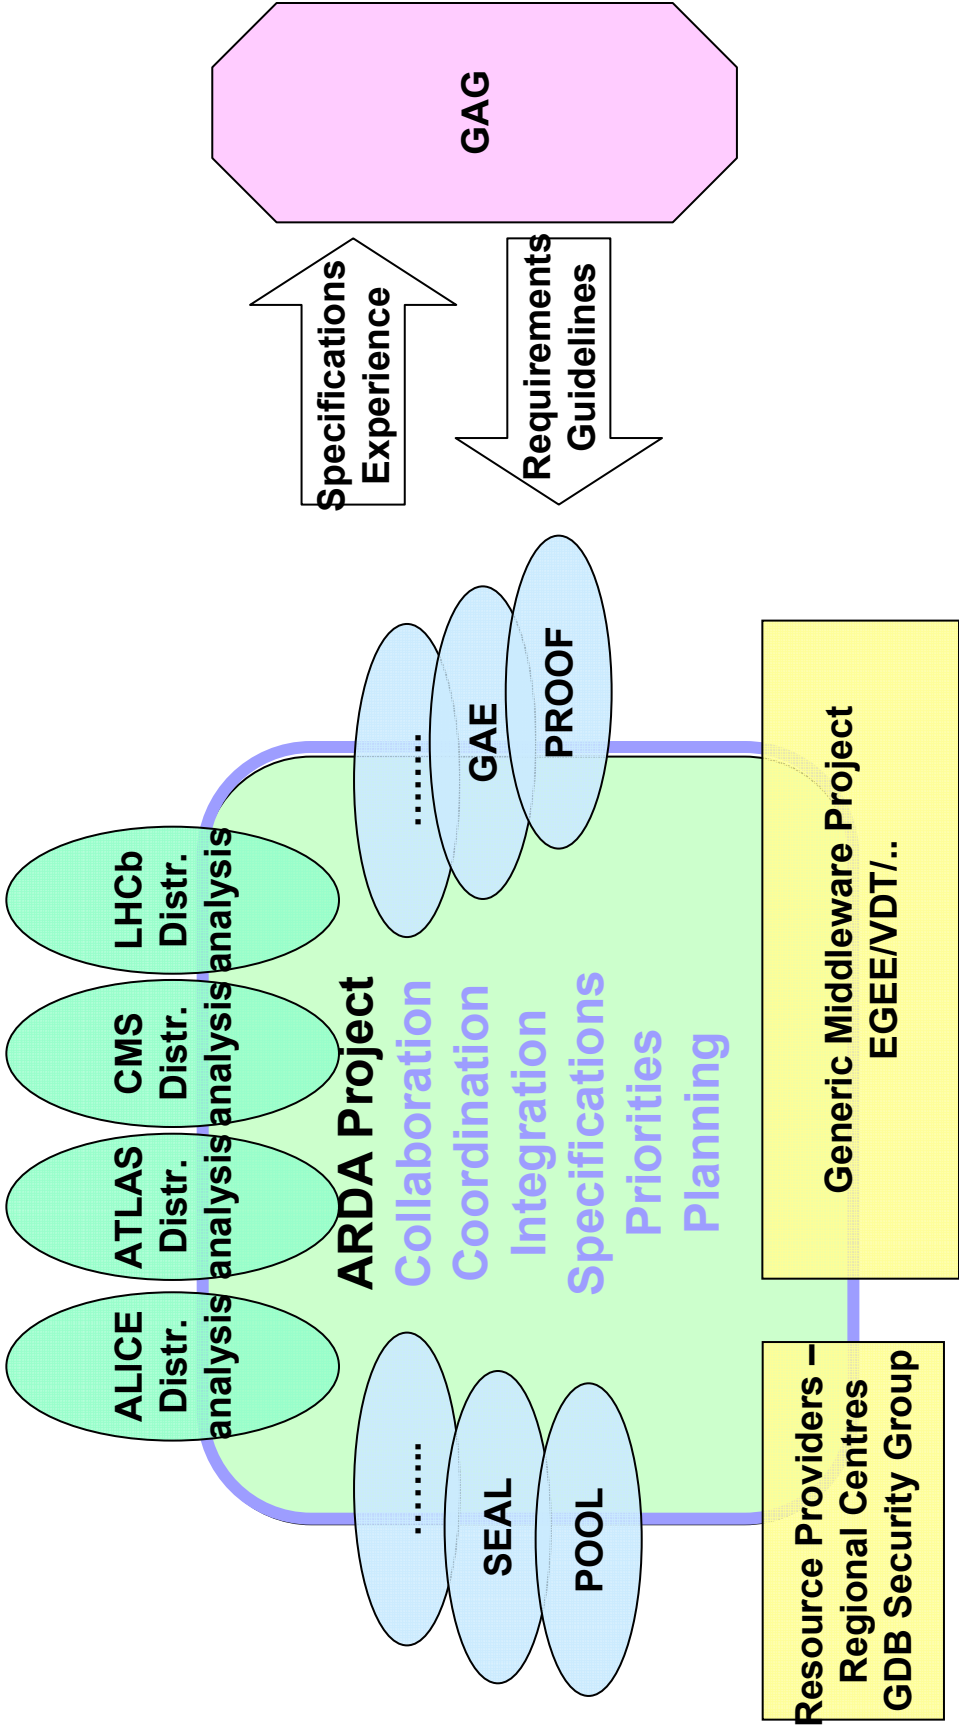 ALICE
Distr.
analysis
ATLAS
Distr.
analysis
CMS
Distr.
analysis
LHCb
Distr.
analysis
ARDA Project
Collaboration
Coordination
Integration
Specifications
Priorities
Planning
........
SEAL
POOL
........
GAE
PROOF
Specifications
Experience
Requirements
Guidelines
GAG
Resource Providers –
Regional Centres
GDB Security Group
Generic Middleware Project
EGEE/VDT/..